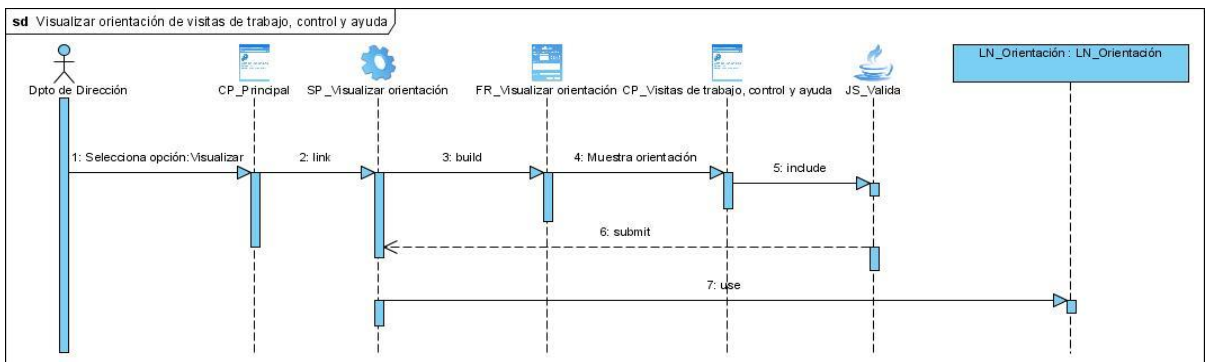 sd Visualizar orientación de visitas de trabajo, control y ayuda
LN_Orientación : LN_Orientación
Dpto de Dirección
CP_Principal
SP_Visualizar orientación
FR_Visualizar orientación
CP_Visitas de trabajo, control y ayuda
JS_Valida
1: Selecciona opción:Visualizar
2: link
3: build
4: Muestra orientación
5: include
6: submit
7: use